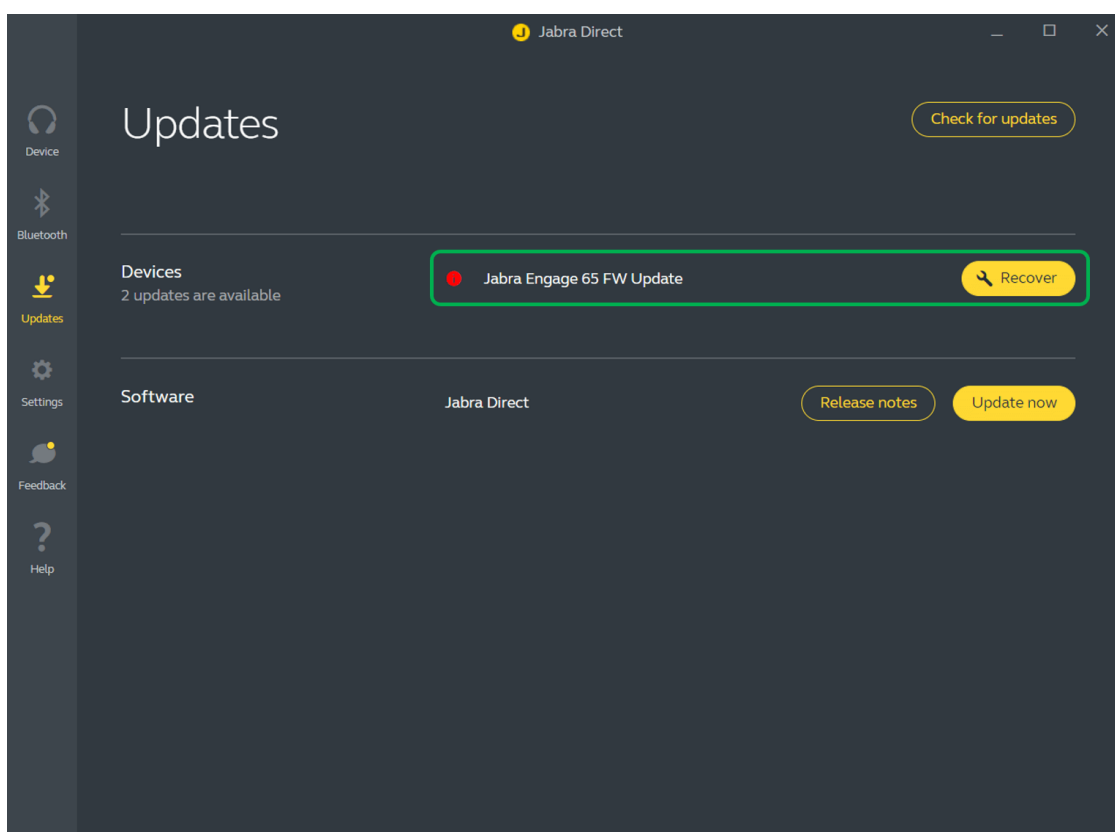 Jabra Direct
Device
Bluetooth
Updates
Settings
Feedback
Help
Updates
Check for updates
Devices
2 updates are available
Jabra Engage 65 FW Update
Recover
Software
Jabra Direct
Release notes
Update now